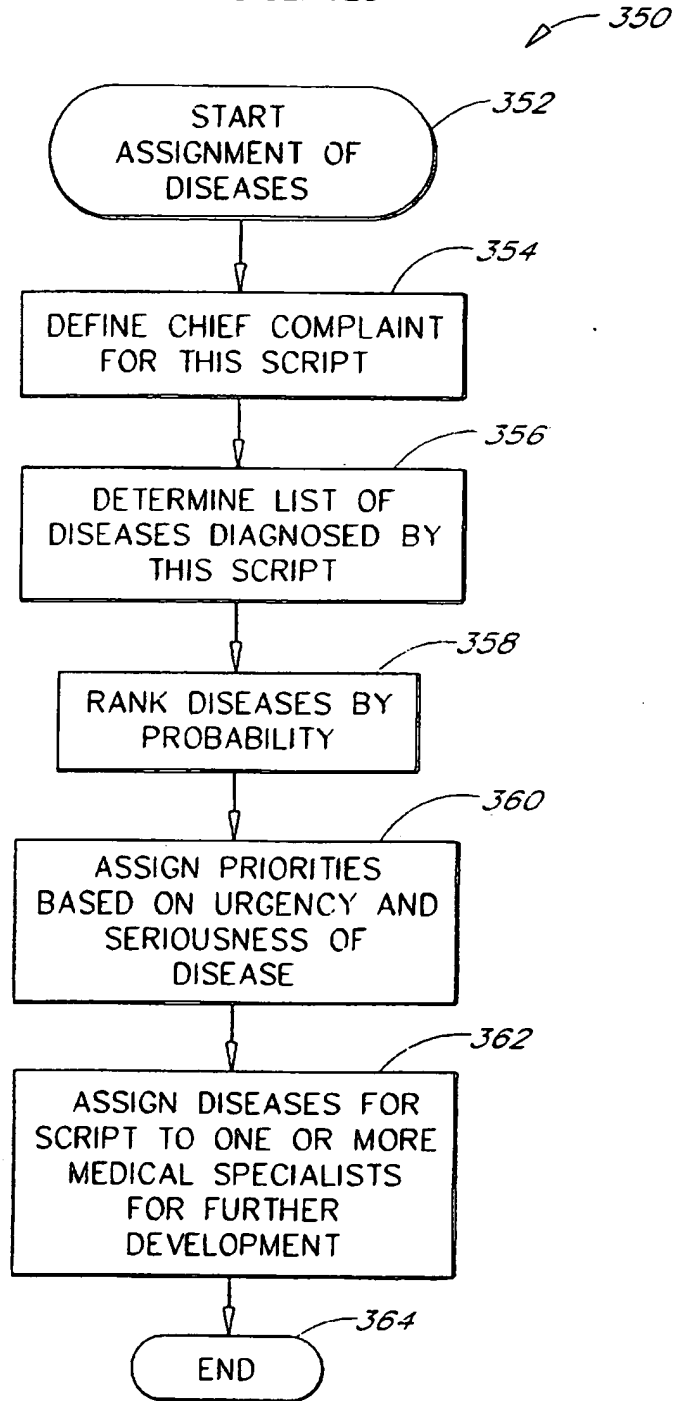 350
352
START
ASSIGNMENT OF
DISEASES
354
DEFINE CHIEF COMPLAINT
FOR THIS SCRIPT
356
DETERMINE LIST OF
DISEASES DIAGNOSED BY
THIS SCRIPT
358
RANK DISEASES BY
PROBABILITY
360
ASSIGN PRIORITIES
BASED ON URGENCY AND
SERIOUSNESS OF
DISEASE
362
ASSIGN DISEASES FOR
SCRIPT TO ONE OR MORE
MEDICAL SPECIALISTS
FOR FURTHER
DEVELOPMENT
364
END